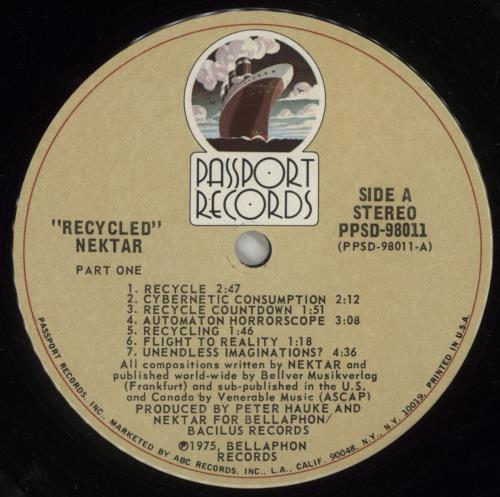 PASSPORT
RECORDS
"RECYCLED"
NEKTAR
PART ONE
SIDE A
STEREO
PPSD-98011
(PPSD-98011-A)
1. RECYCLE 2:47
2. CYBERNETIC CONSUMPTION 2:12
3. RECYCLE COUNTDOWN 1:51
4. AUTOMATON HORRORSCOPE 3:08
5. RECYCLING 1:46
6. FLIGHT TO REALITY 1:18
7. UNENDLESS IMAGINATIONS? 4:36
All compositions written by NEKTAR and
published world-wide by Bellver Musikverlag
(Frankfurt) and sub-published in the U.S.
and Canada by Venerable Music (ASCAP)
PRODUCED BY PETER HAUKE AND
NEKTAR FOR BELLAPHON/
BACILUS RECORDS
Ⓟ1975, BELLAPHON
RECORDS
PASSPORT RECORDS, INC. MARKETED BY ABC RECORDS, INC., L.A., CALIF. 90048, N.Y., N.Y. 10019. PRINTED IN U.S.A.